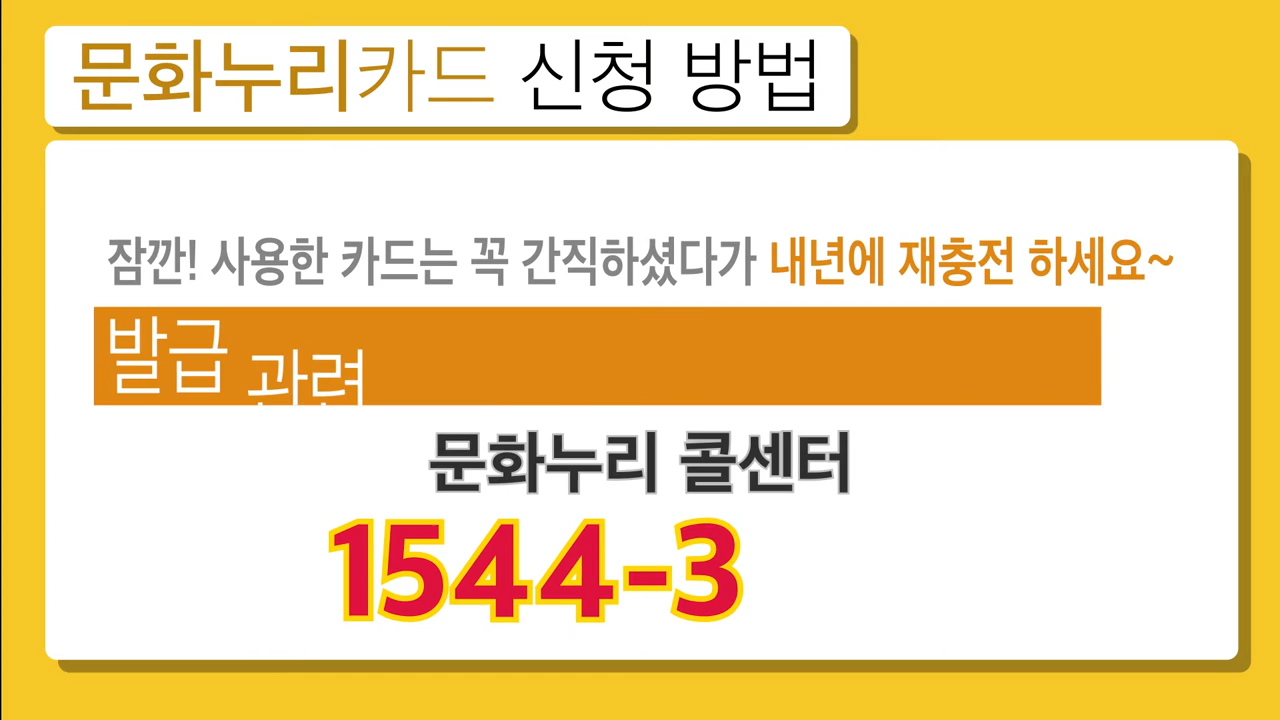 문화누리카드 신청 방법
잠깐! 사용한 카드는 꼭 간직하셨다가 내년에 재충전 하세요~
발급 관련
문화누리 콜센터
1544-3